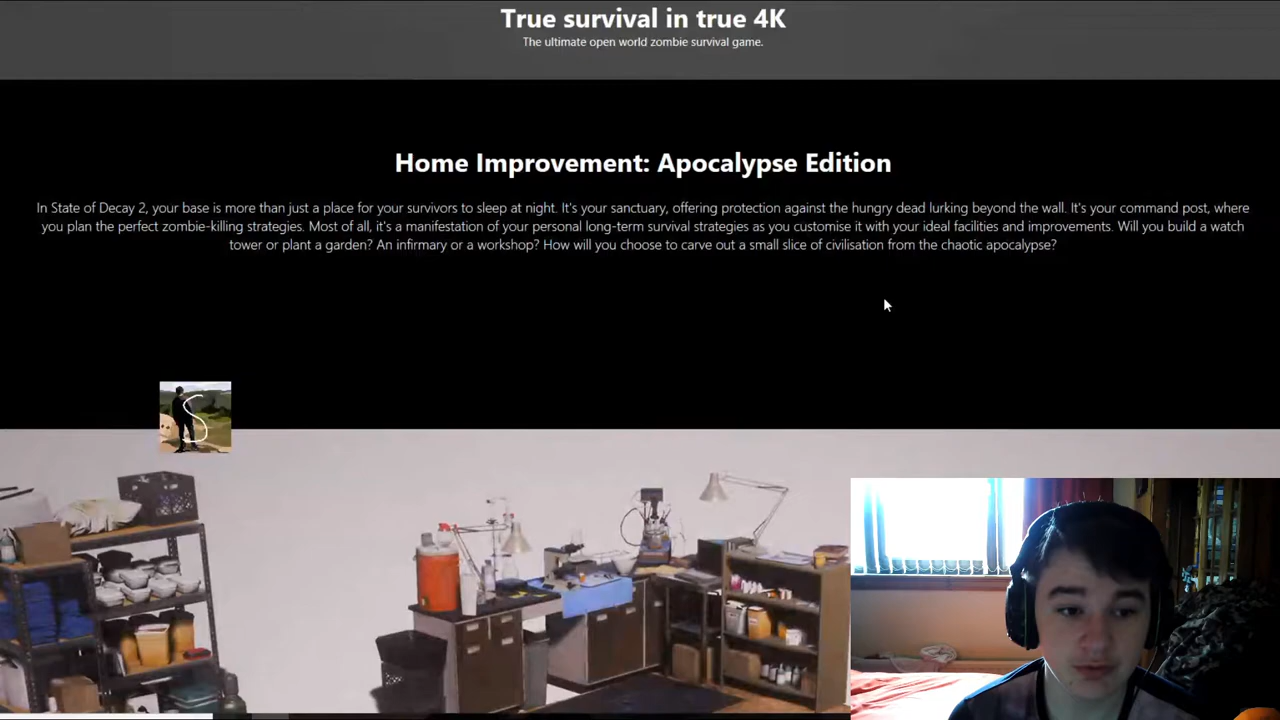 True survival in true 4K
The ultimate open world zombie survival game.
Home Improvement: Apocalypse Edition
In State of Decay 2, your base is more than just a place for your survivors to sleep at night. It's your sanctuary, offering protection against the hungry dead lurking beyond the wall. It's your command post, where
you plan the perfect zombie-killing strategies. Most of all, it's a manifestation of your personal long-term survival strategies as you customise it with your ideal facilities and improvements. Will you build a watch
tower or plant a garden? An infirmary or a workshop? How will you choose to carve out a small slice of civilisation from the chaotic apocalypse?
S